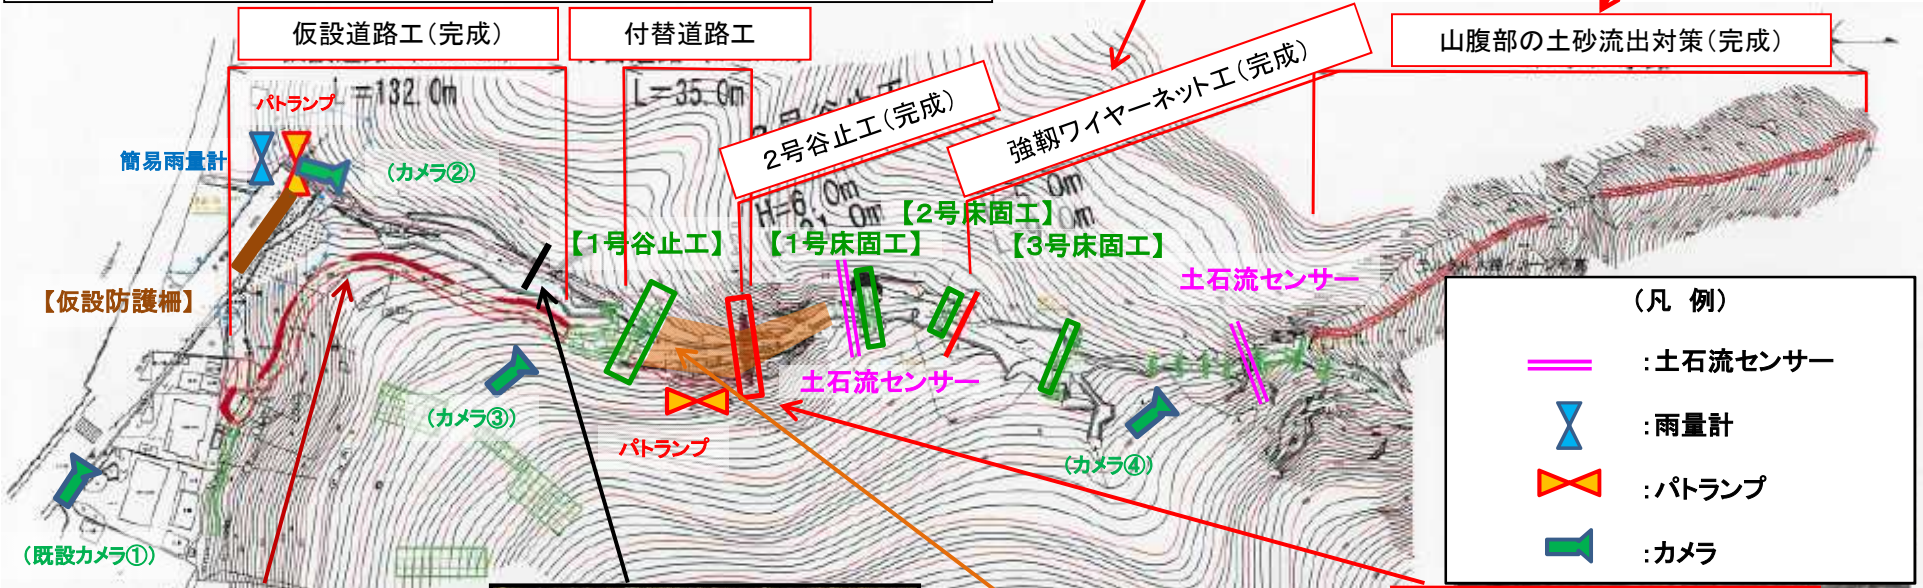 仮設道路工(完成)
付替道路工
山腹部の土砂流出対策(完成)
L=132.0m
L=35.0m
2号谷止工(完成)
強靱ワイヤーネット工(完成)
パトランプ
簡易雨量計
(カメラ②)
H=6.0m
【2号床固工】
【1号谷止工】
【1号床固工】
【3号床固工】
土石流センサー
【仮設防護柵】
(凡 例)
:土石流センサー
土石流センサー
(カメラ③)
:雨量計
パトランプ
(カメラ④)
:パトランプ
(既設カメラ①)
:カメラ